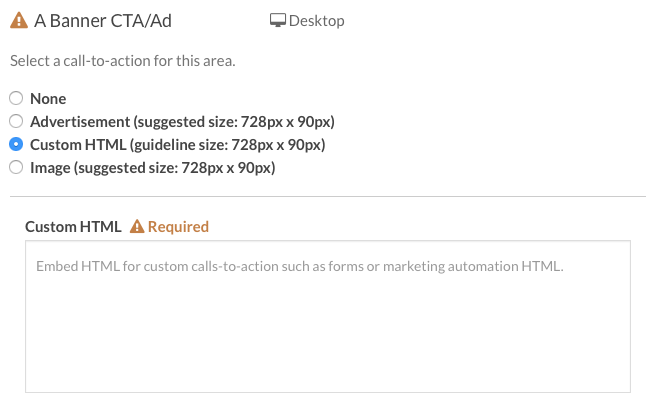 A Banner CTA/Ad Desktop
Select a call-to-action for this area.
None
Advertisement (suggested size: 728px x 90px)
Custom HTML (guideline size: 728px x 90px)
Image (suggested size: 728px x 90px)
Custom HTML Required
Embed HTML for custom calls-to-action such as forms or marketing automation HTML.